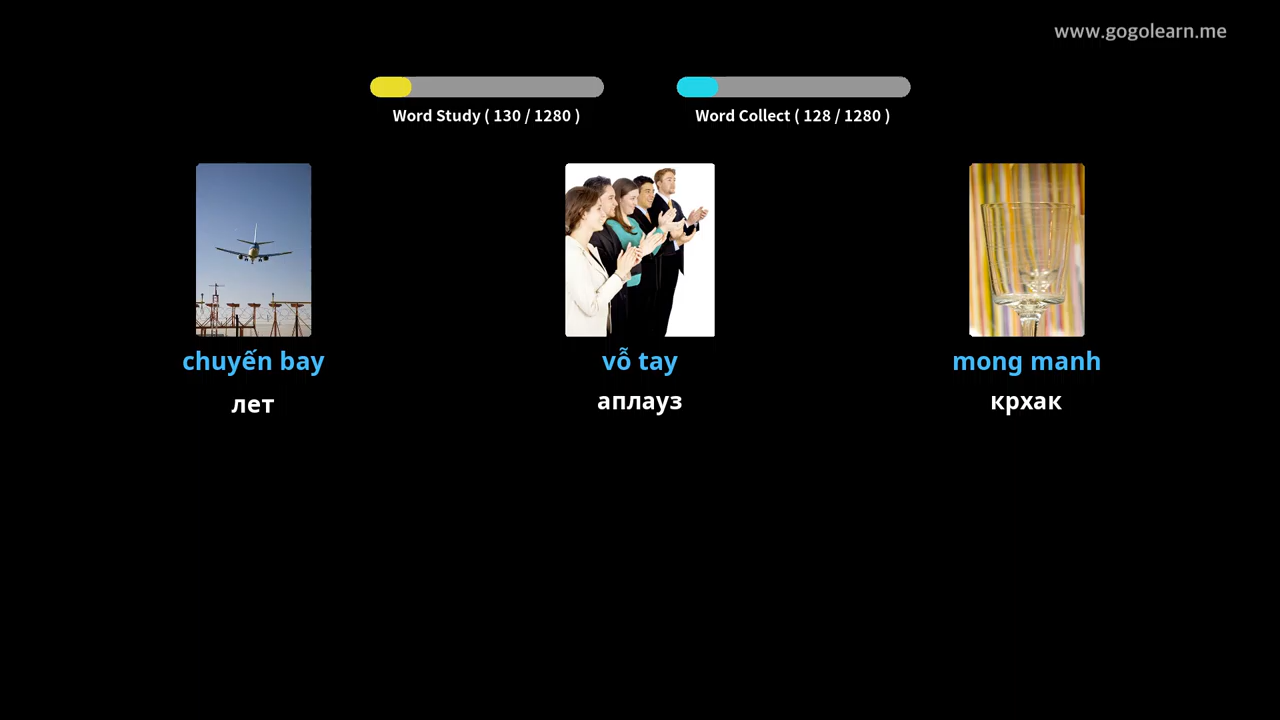 www.gogolearn.me
Word Study ( 130 / 1280 )
Word Collect ( 128 / 1280 )
chuyến bay
vỗ tay
mong manh
лет
аплауз
крхак